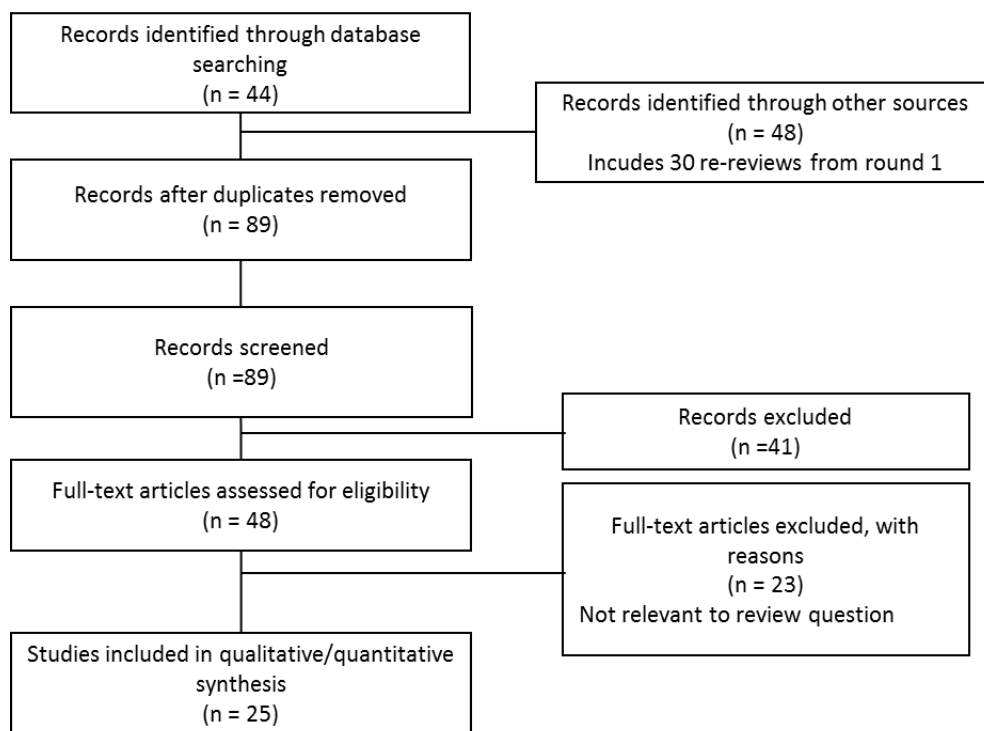 Records identified through database
searching
(n = 44)
Records identified through other sources
(n = 48)
Incudes 30 re-reviews from round 1
Records after duplicates removed
(n = 89)
Records screened
(n =89)
Records excluded
(n =41)
Full-text articles assessed for eligibility
(n = 48)
Full-text articles excluded, with
reasons
(n = 23)
Not relevant to review question
Studies included in qualitative/quantitative
synthesis
(n = 25)